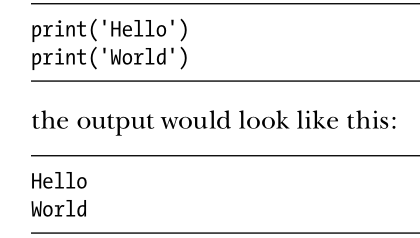 print('Hello')
print('World')
the output would look like this:
Hello
World